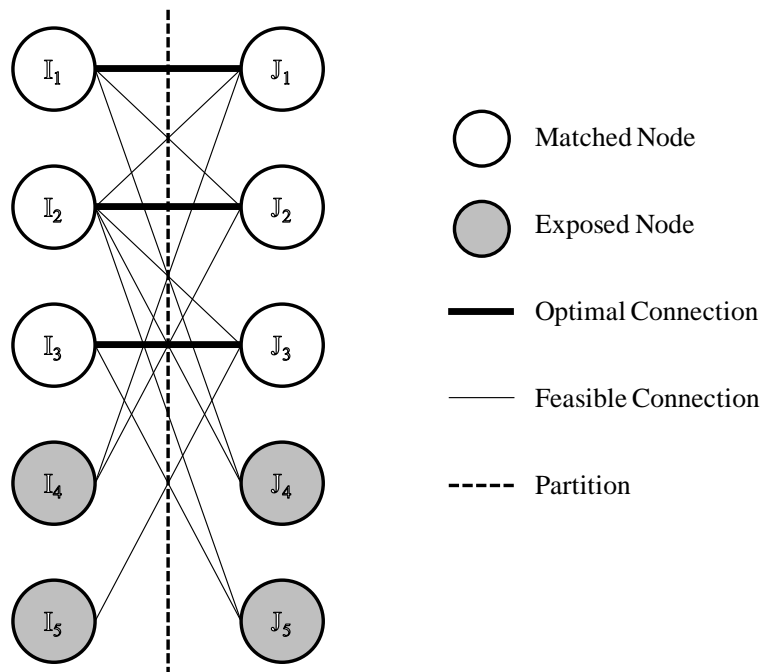 𝕀₁ 𝕁₁
𝕀₂ 𝕁₂
𝕀₃ 𝕁₃
𝕀₄ 𝕁₄
𝕀₅ 𝕁₅
Matched Node
Exposed Node
Optimal Connection
Feasible Connection
Partition